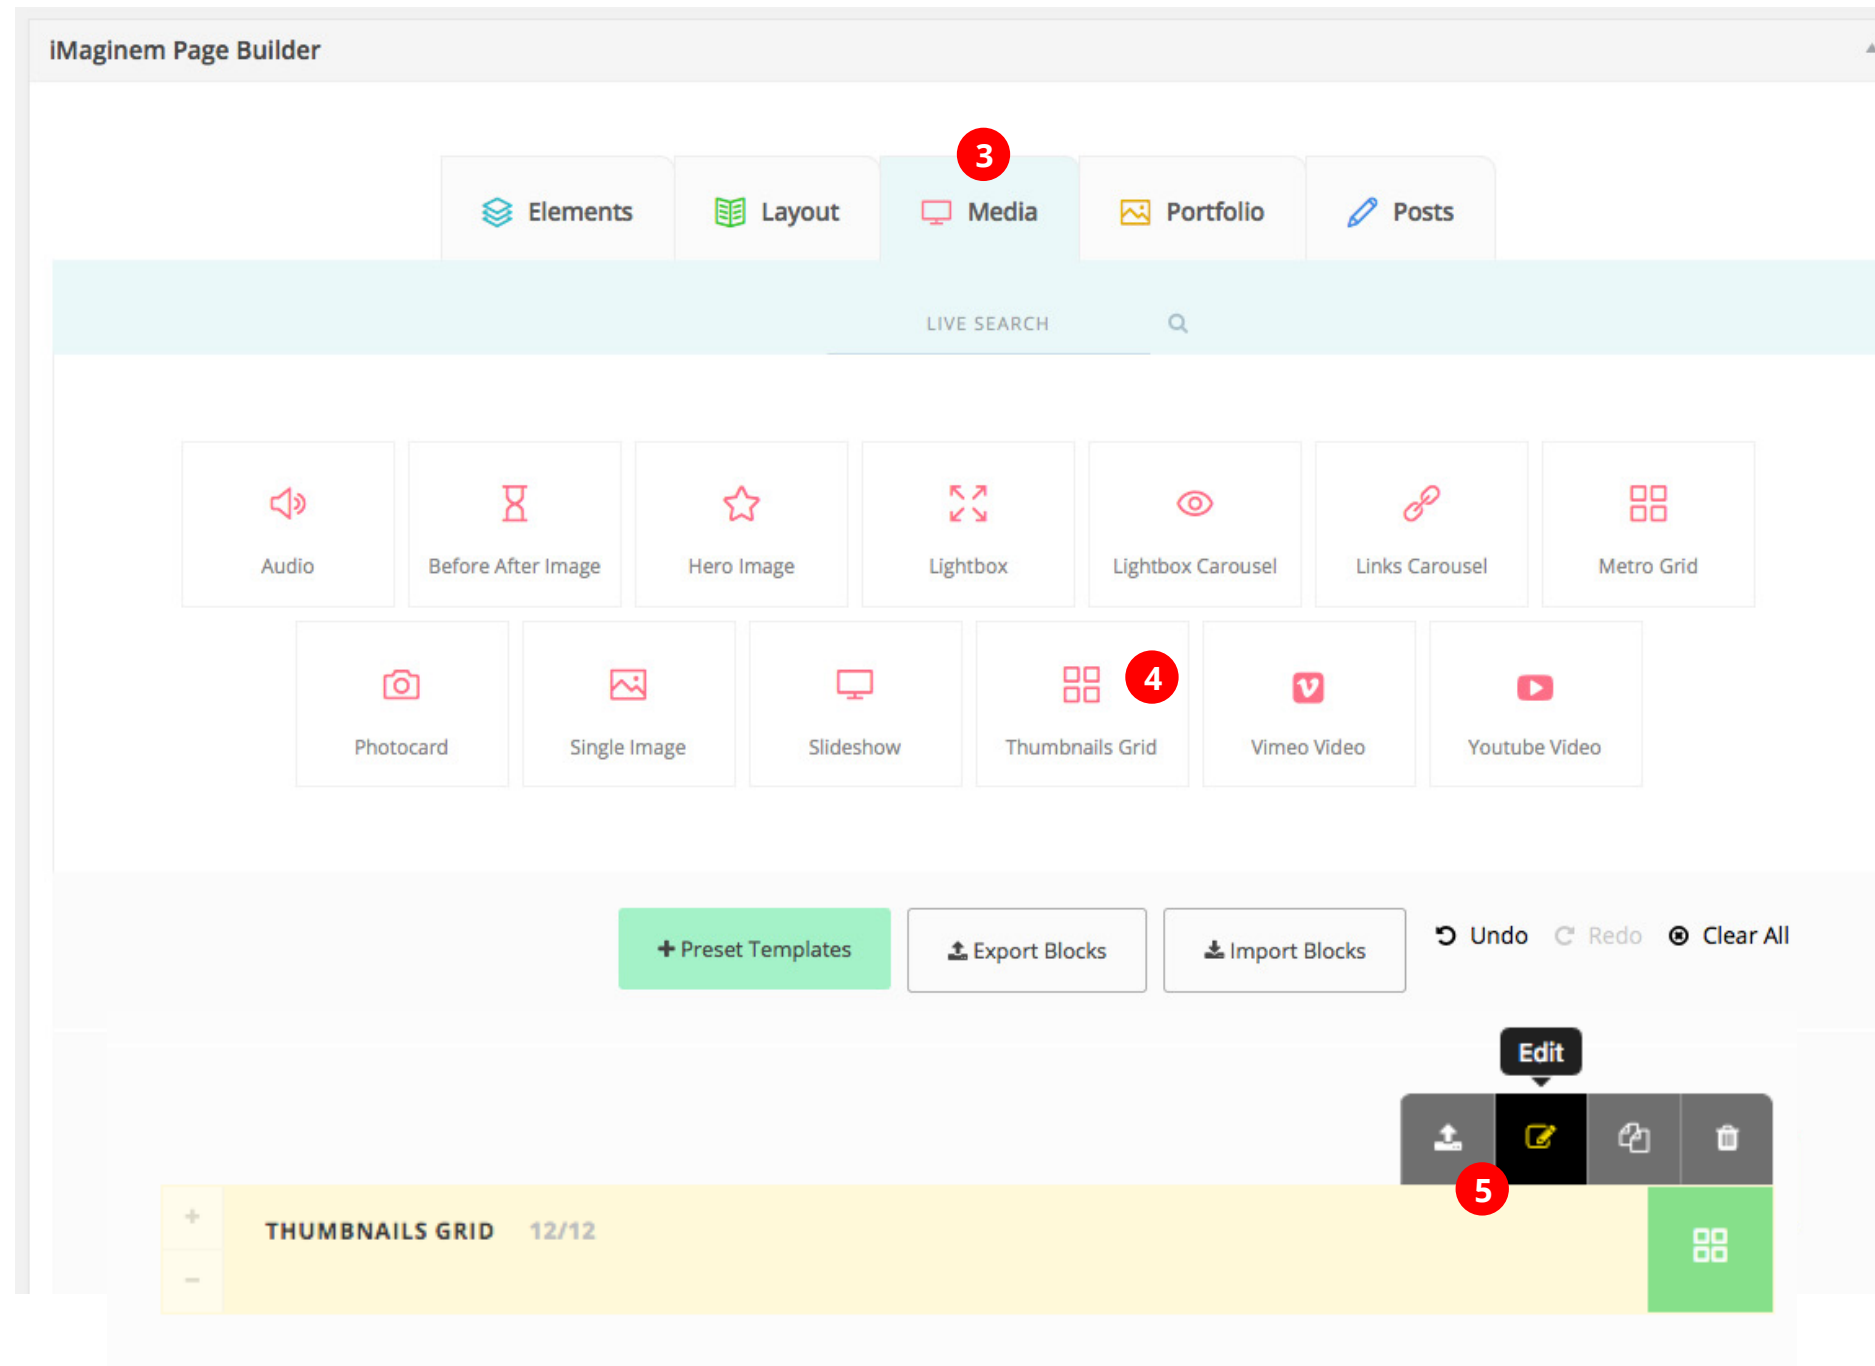 iMaginem Page Builder
3
Elements Layout Media Portfolio Posts
LIVE SEARCH
Audio Before After Image Hero Image Lightbox Lightbox Carousel Links Carousel Metro Grid
4
Photocard Single Image Slideshow Thumbnails Grid Vimeo Video Youtube Video
Preset Templates Export Blocks Import Blocks Undo Redo Clear All
Edit
5
THUMBNAILS GRID 12/12